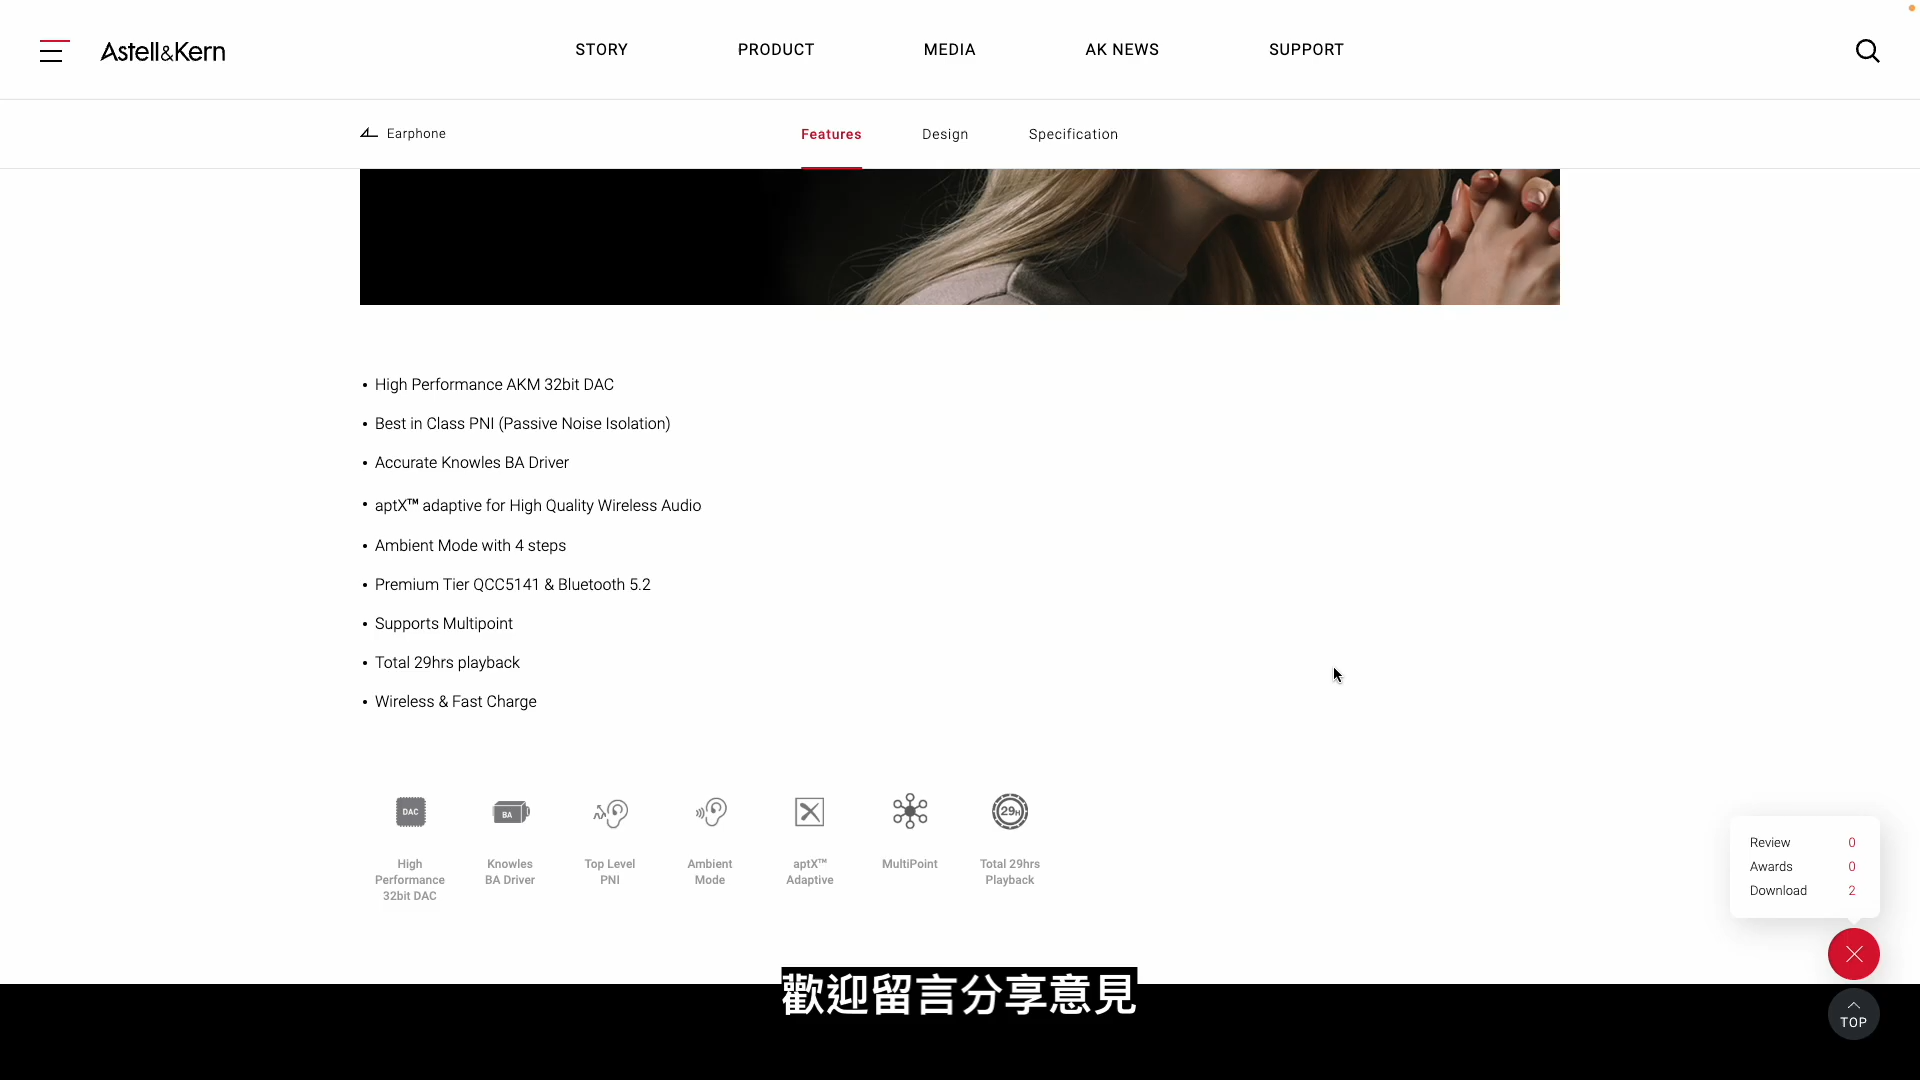 Astell&Kern
STORY
PRODUCT
MEDIA
AK NEWS
SUPPORT
Earphone
Features
Design
Specification
• High Performance AKM 32bit DAC
• Best in Class PNI (Passive Noise Isolation)
• Accurate Knowles BA Driver
• aptX™ adaptive for High Quality Wireless Audio
• Ambient Mode with 4 steps
• Premium Tier QCC5141 & Bluetooth 5.2
• Supports Multipoint
• Total 29hrs playback
• Wireless & Fast Charge
DAC
BA
29H
High
Performance
32bit DAC
Knowles
BA Driver
Top Level
PNI
Ambient
Mode
aptX™
Adaptive
MultiPoint
Total 29hrs
Playback
Review 0
Awards 0
Download 2
歡迎留言分享意見
TOP